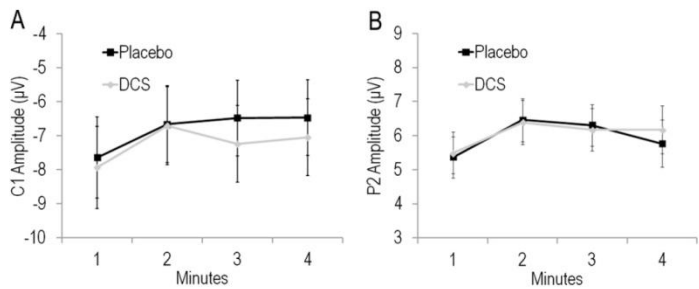 A
-4
-5
-6
-7
-8
-9
-10
C1 Amplitude (µV)
Placebo
DCS
1 2 3 4
Minutes
B
9
8
7
6
5
4
3
P2 Amplitude (µV)
Placebo
DCS
1 2 3 4
Minutes